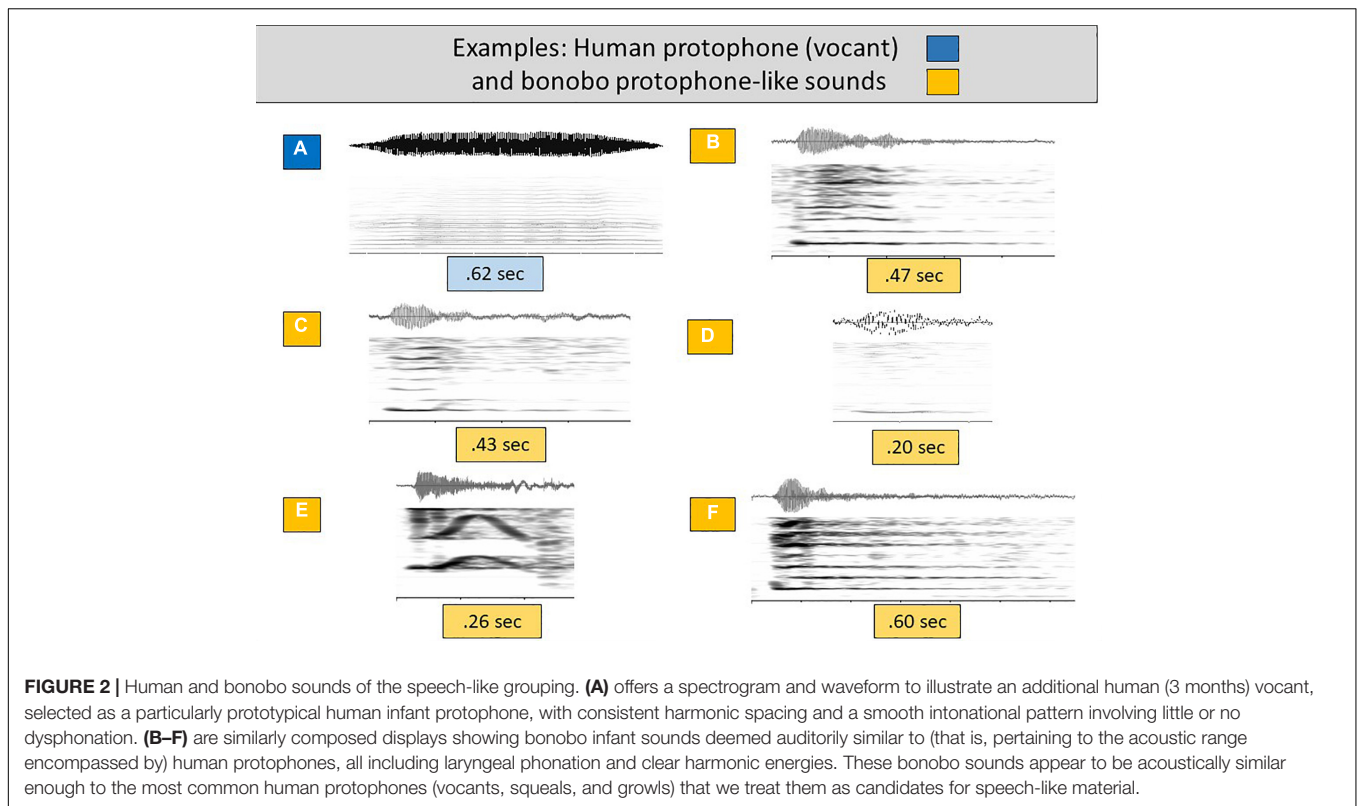 Examples: Human protophone (vocant)
and bonobo protophone-like sounds
A
B
.62 sec
.47 sec
C
D
.43 sec
.20 sec
E
F
.26 sec
.60 sec
FIGURE 2 | Human and bonobo sounds of the speech-like grouping. (A) offers a spectrogram and waveform to illustrate an additional human (3 months) vocant,
selected as a particularly prototypical human infant protophone, with consistent harmonic spacing and a smooth intonational pattern involving little or no
dysphonation. (B–F) are similarly composed displays showing bonobo infant sounds deemed auditorily similar to (that is, pertaining to the acoustic range
encompassed by) human protophones, all including laryngeal phonation and clear harmonic energies. These bonobo sounds appear to be acoustically similar
enough to the most common human protophones (vocants, squeals, and growls) that we treat them as candidates for speech-like material.